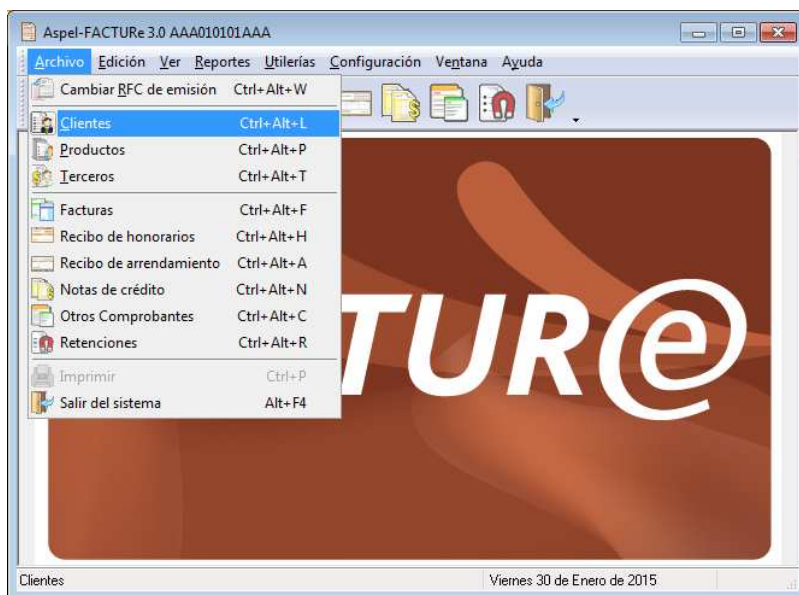 Aspel-FACTURe 3.0 AAA010101AAA
Archivo Edición Ver Reportes Utilerías Configuración Ventana Ayuda
Cambiar RFC de emisión Ctrl+Alt+W
Clientes Ctrl+Alt+L
Productos Ctrl+Alt+P
Terceros Ctrl+Alt+T
Facturas Ctrl+Alt+F
Recibo de honorarios Ctrl+Alt+H
Recibo de arrendamiento Ctrl+Alt+A
Notas de crédito Ctrl+Alt+N
Otros Comprobantes Ctrl+Alt+C
Retenciones Ctrl+Alt+R
Imprimir Ctrl+P
Salir del sistema Alt+F4
TUR@
Clientes Viernes 30 de Enero de 2015